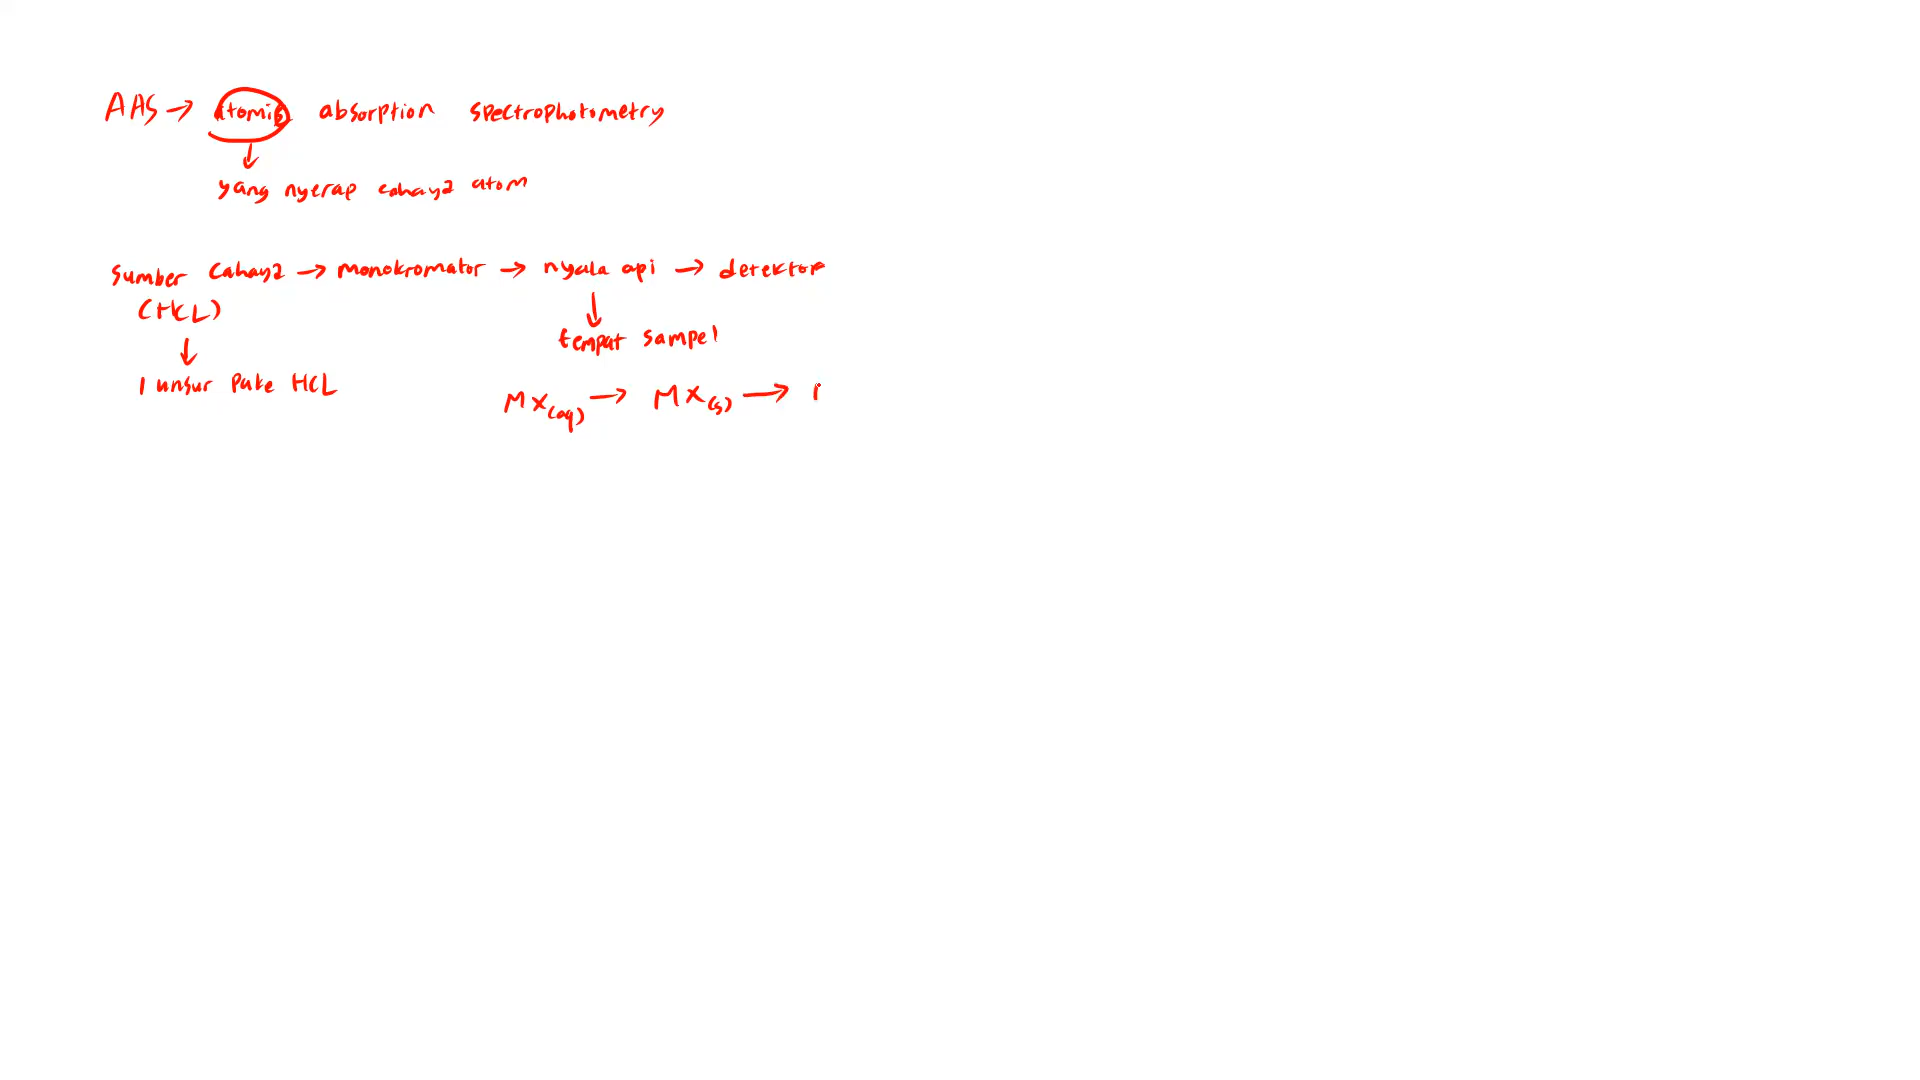 AAS → atomic absorption spectrophotometry
↓
yang nyerap cahaya atom
sumber cahaya → monokromator → nyala api → detektor
(HCL)
↓
↓
tempat sampel
1 unsur pake HCL
MX(aq) → MX(s) →